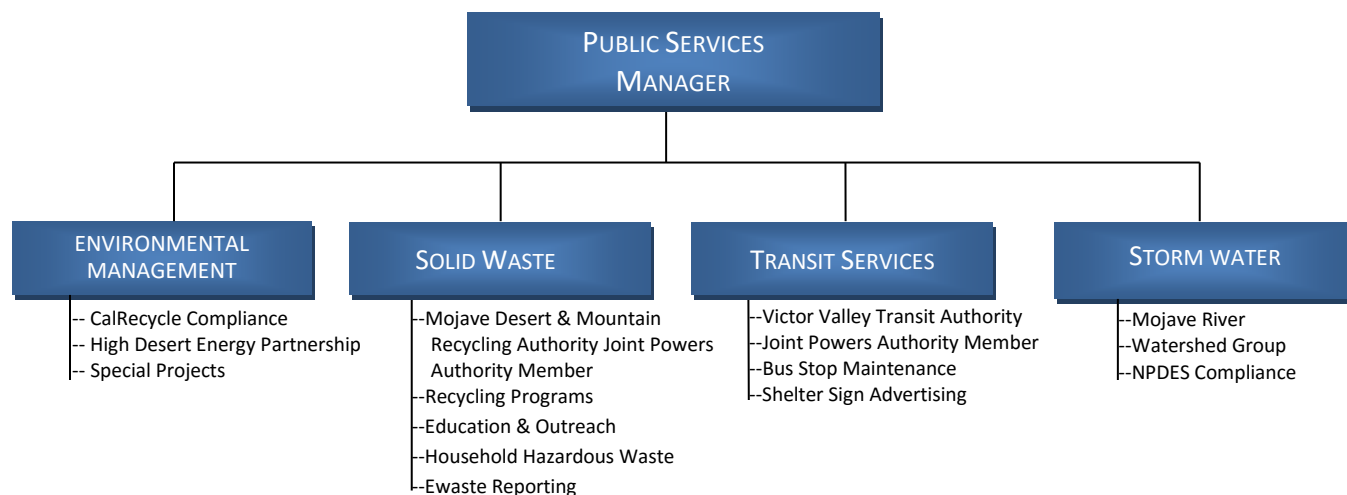 PUBLIC SERVICES
MANAGER
ENVIRONMENTAL
MANAGEMENT
-- CalRecycle Compliance
-- High Desert Energy Partnership
-- Special Projects
SOLID WASTE
--Mojave Desert & Mountain
Recycling Authority Joint Powers
Authority Member
--Recycling Programs
--Education & Outreach
--Household Hazardous Waste
--Ewaste Reporting
TRANSIT SERVICES
--Victor Valley Transit Authority
--Joint Powers Authority Member
--Bus Stop Maintenance
--Shelter Sign Advertising
STORM WATER
--Mojave River
--Watershed Group
--NPDES Compliance